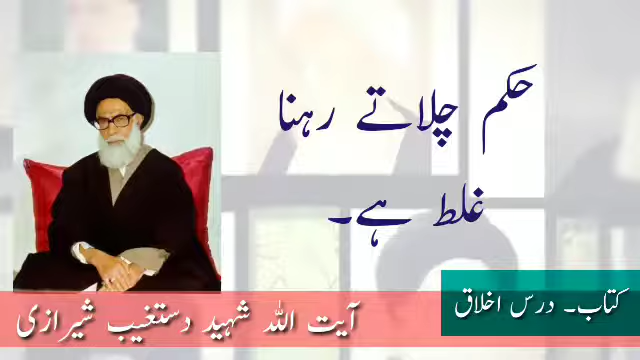 حکم چلاتے رہنا
غلط ہے۔
کتاب۔ درس اخلاق
آیت اللہ شہید دستغیب شیرازی